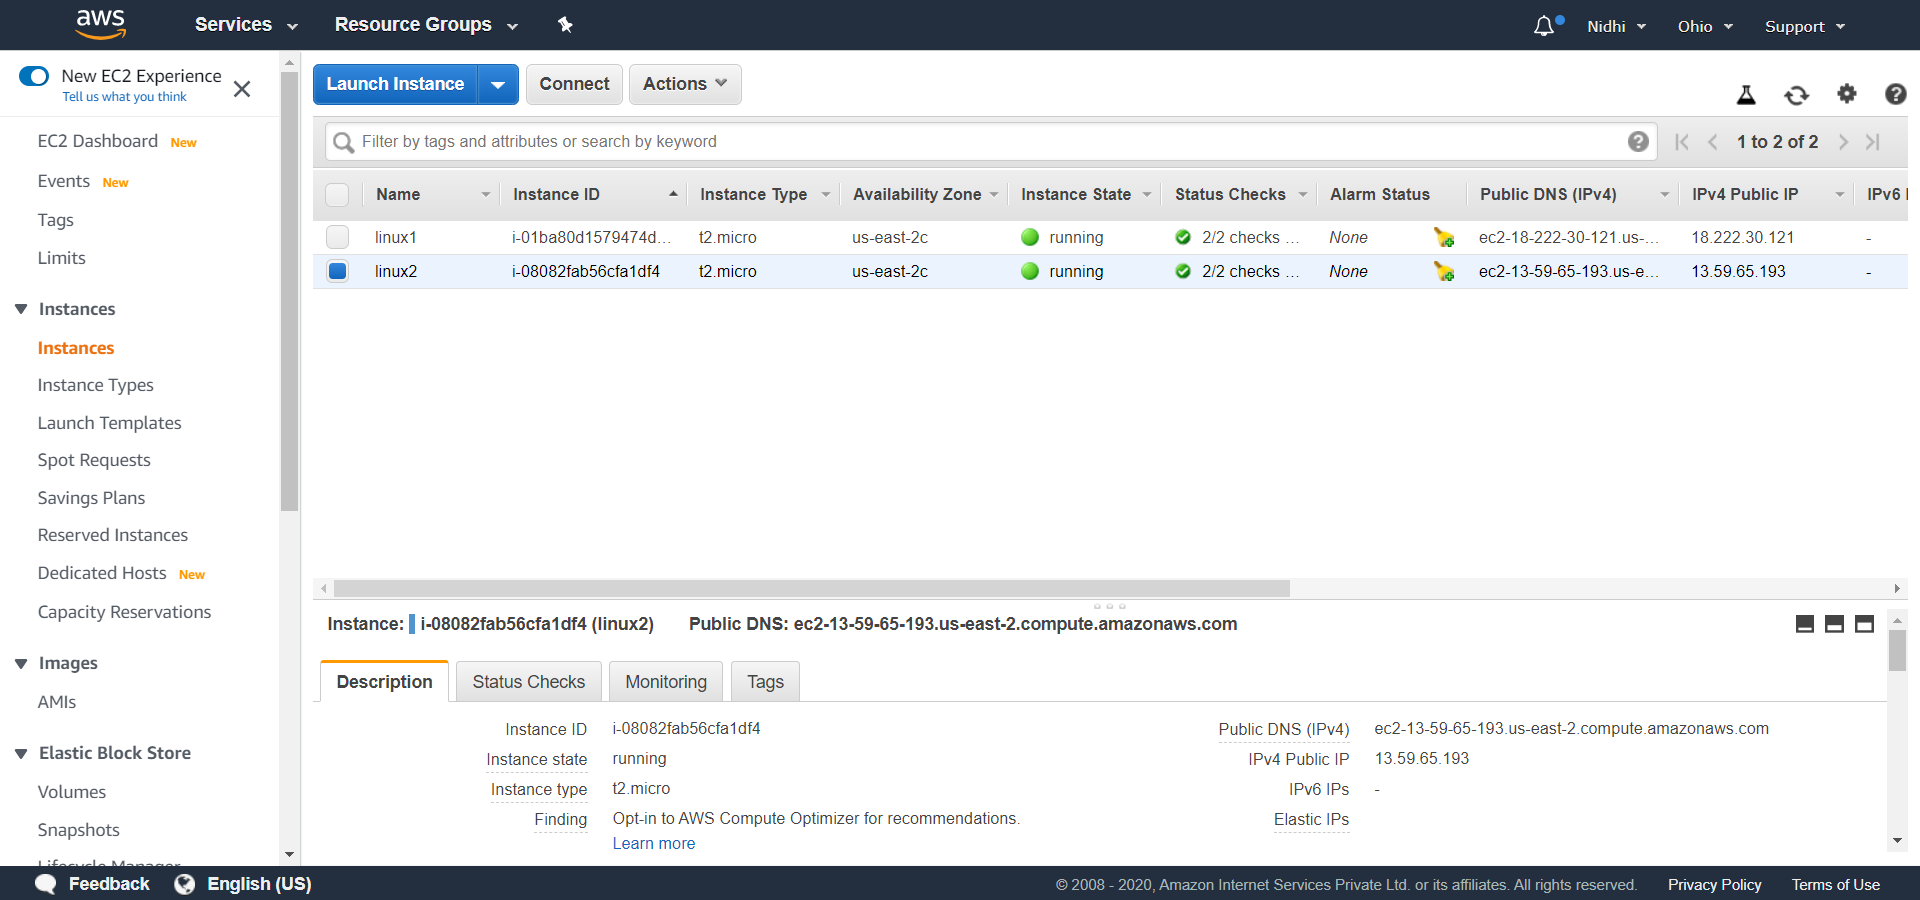 aws Services Resource Groups Nidhi Ohio Support
New EC2 Experience
Tell us what you think
EC2 Dashboard New
Events New
Tags
Limits
Instances
Instances
Instance Types
Launch Templates
Spot Requests
Savings Plans
Reserved Instances
Dedicated Hosts New
Capacity Reservations
Images
AMIs
Elastic Block Store
Volumes
Snapshots
Lifecycle Manager
Launch Instance Connect Actions
Filter by tags and attributes or search by keyword 1 to 2 of 2
Name Instance ID Instance Type Availability Zone Instance State Status Checks Alarm Status Public DNS (IPv4) IPv4 Public IP IPv6 I
linux1 i-01ba80d1579474d... t2.micro us-east-2c running 2/2 checks ... None ec2-18-222-30-121.us-... 18.222.30.121 -
linux2 i-08082fab56cfa1df4 t2.micro us-east-2c running 2/2 checks ... None ec2-13-59-65-193.us-e... 13.59.65.193 -
Instance: i-08082fab56cfa1df4 (linux2) Public DNS: ec2-13-59-65-193.us-east-2.compute.amazonaws.com
Description Status Checks Monitoring Tags
Instance ID i-08082fab56cfa1df4 Public DNS (IPv4) ec2-13-59-65-193.us-east-2.compute.amazonaws.com
Instance state running IPv4 Public IP 13.59.65.193
Instance type t2.micro IPv6 IPs -
Finding Opt-in to AWS Compute Optimizer for recommendations. Elastic IPs
Learn more
Feedback English (US) © 2008 - 2020, Amazon Internet Services Private Ltd. or its affiliates. All rights reserved. Privacy Policy Terms of Use